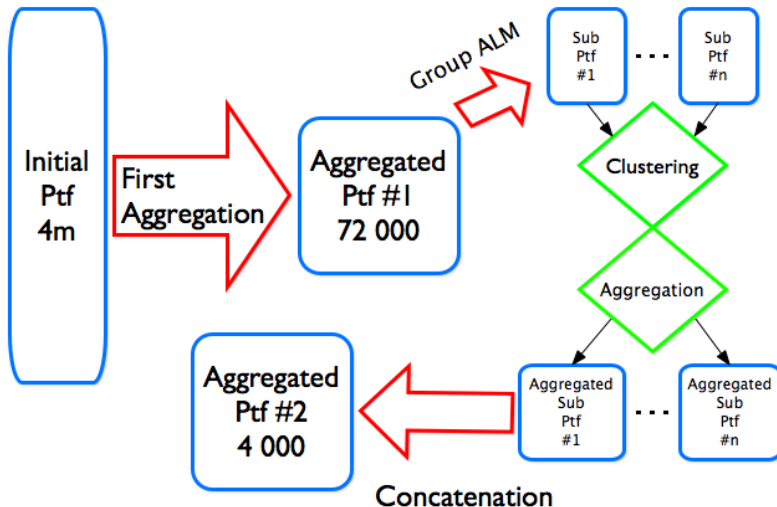 Initial
Ptf
4m
First
Aggregation
Aggregated
Ptf #1
72 000
Group ALM
Sub
Ptf
#1
Sub
Ptf
#n
Clustering
Aggregation
Aggregated
Sub
Ptf
#1
Aggregated
Sub
Ptf
#n
Aggregated
Ptf #2
4 000
Concatenation